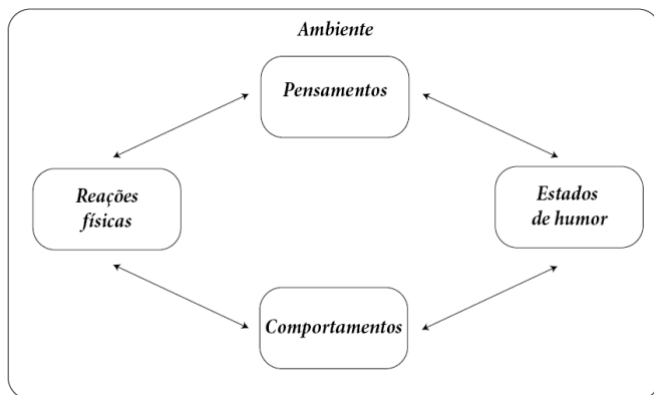 Ambiente
Pensamentos
Reações
físicas
Estados
de humor
Comportamentos